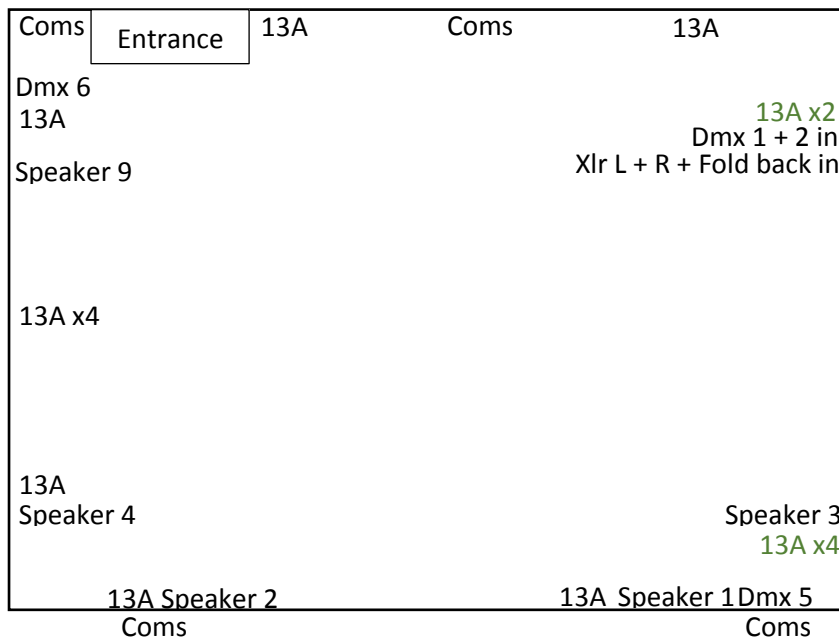 Coms Entrance 13A Coms 13A
Dmx 6
13A 13A x2
Dmx 1 + 2 in
Speaker 9 Xlr L + R + Fold back in
13A x4
13A
Speaker 4 Speaker 3
13A x4
13A Speaker 2 13A Speaker 1 Dmx 5
Coms Coms